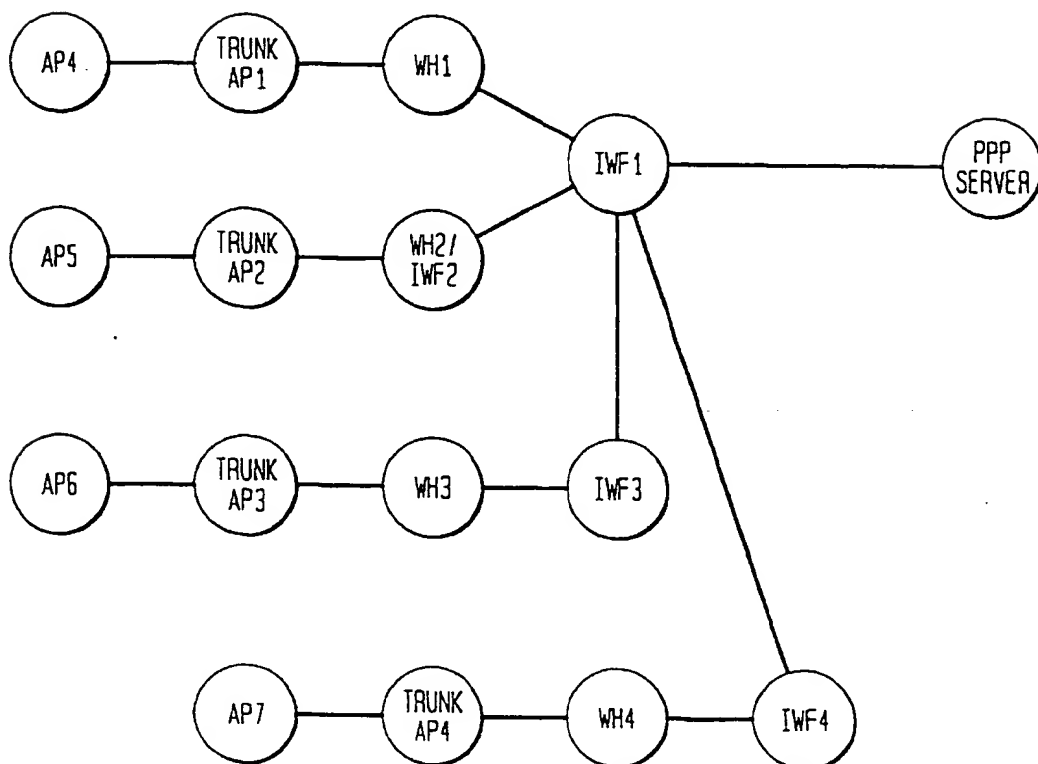 AP4
TRUNK
AP1
WH1
IWF1
PPP
SERVER
AP5
TRUNK
AP2
WH2/
IWF2
AP6
TRUNK
AP3
WH3
IWF3
AP7
TRUNK
AP4
WH4
IWF4